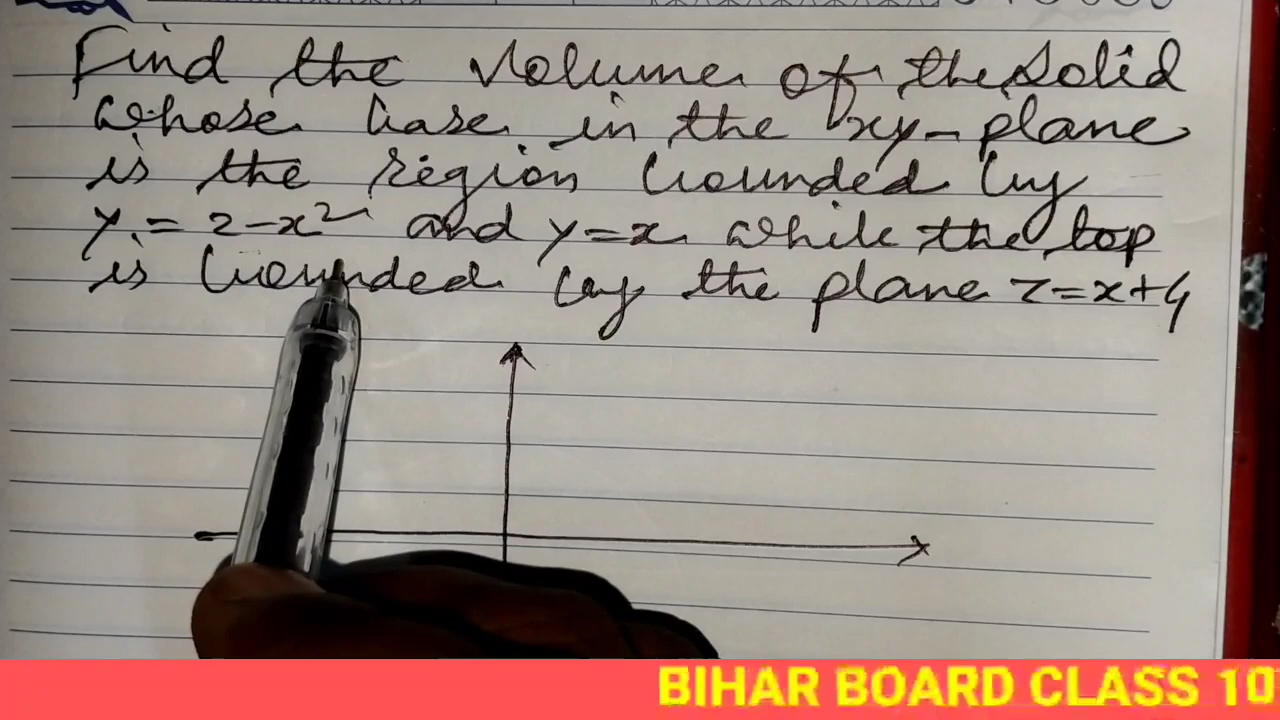 Find the volume of the solid
whose base in the xy-plane
is the region bounded by
y = 2-x² and y=x while the top
is bounded by the plane z=x+4
BIHAR BOARD CLASS 10